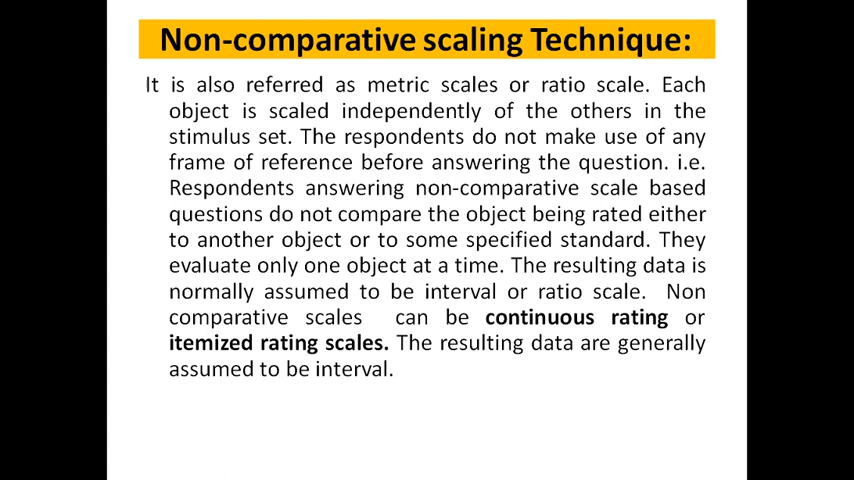 Non-comparative scaling Technique:
It is also referred as metric scales or ratio scale. Each
object is scaled independently of the others in the
stimulus set. The respondents do not make use of any
frame of reference before answering the question. i.e.
Respondents answering non-comparative scale based
questions do not compare the object being rated either
to another object or to some specified standard. They
evaluate only one object at a time. The resulting data is
normally assumed to be interval or ratio scale. Non
comparative scales can be continuous rating or
itemized rating scales. The resulting data are generally
assumed to be interval.